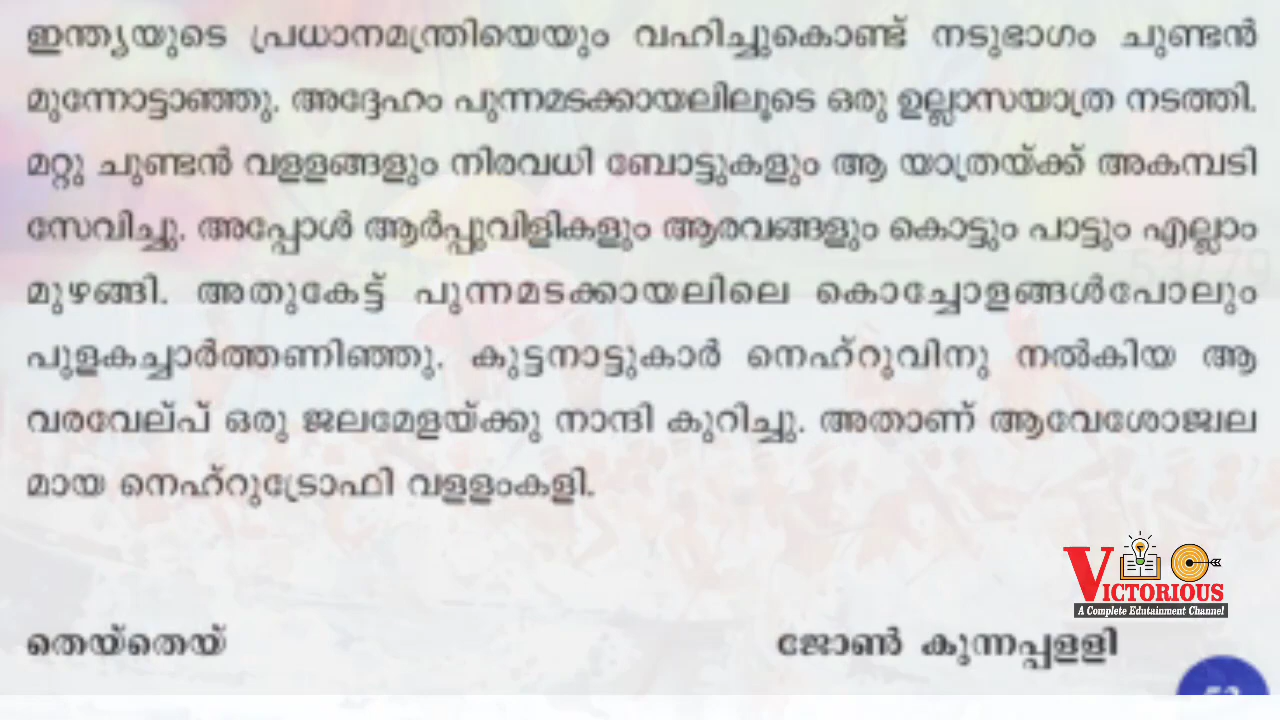 ഇന്ത്യയുടെ പ്രധാനമന്ത്രിയെയും വഹിച്ചുകൊണ്ട് നടുഭാഗം ചുണ്ടൻ
മുന്നോട്ടാഞ്ഞു. അദ്ദേഹം പുന്നമടക്കായലിലൂടെ ഒരു ഉല്ലാസയാത്ര നടത്തി.
മറ്റു ചുണ്ടൻ വള്ളങ്ങളും നിരവധി ബോട്ടുകളും ആ യാത്രയ്ക്ക് അകമ്പടി
സേവിച്ചു. അപ്പോൾ ആർപ്പുവിളികളും ആരവങ്ങളും കൊട്ടും പാട്ടും എല്ലാം
മുഴങ്ങി. അതുകേട്ട് പുന്നമടക്കായലിലെ കൊച്ചോളങ്ങൾപോലും
പുളകച്ചാർത്തണിഞ്ഞു. കുട്ടനാട്ടുകാർ നെഹ്റുവിനു നൽകിയ ആ
വരവേല്പ് ഒരു ജലമേളയ്ക്കു നാന്ദി കുറിച്ചു. അതാണ് ആവേശോജ്ജ്വല
മായ നെഹ്റുട്രോഫി വള്ളംകളി.
VICTORIOUS
A Complete Edutainment Channel
തെയ്തെയ് ജോൺ കുന്നപ്പള്ളി